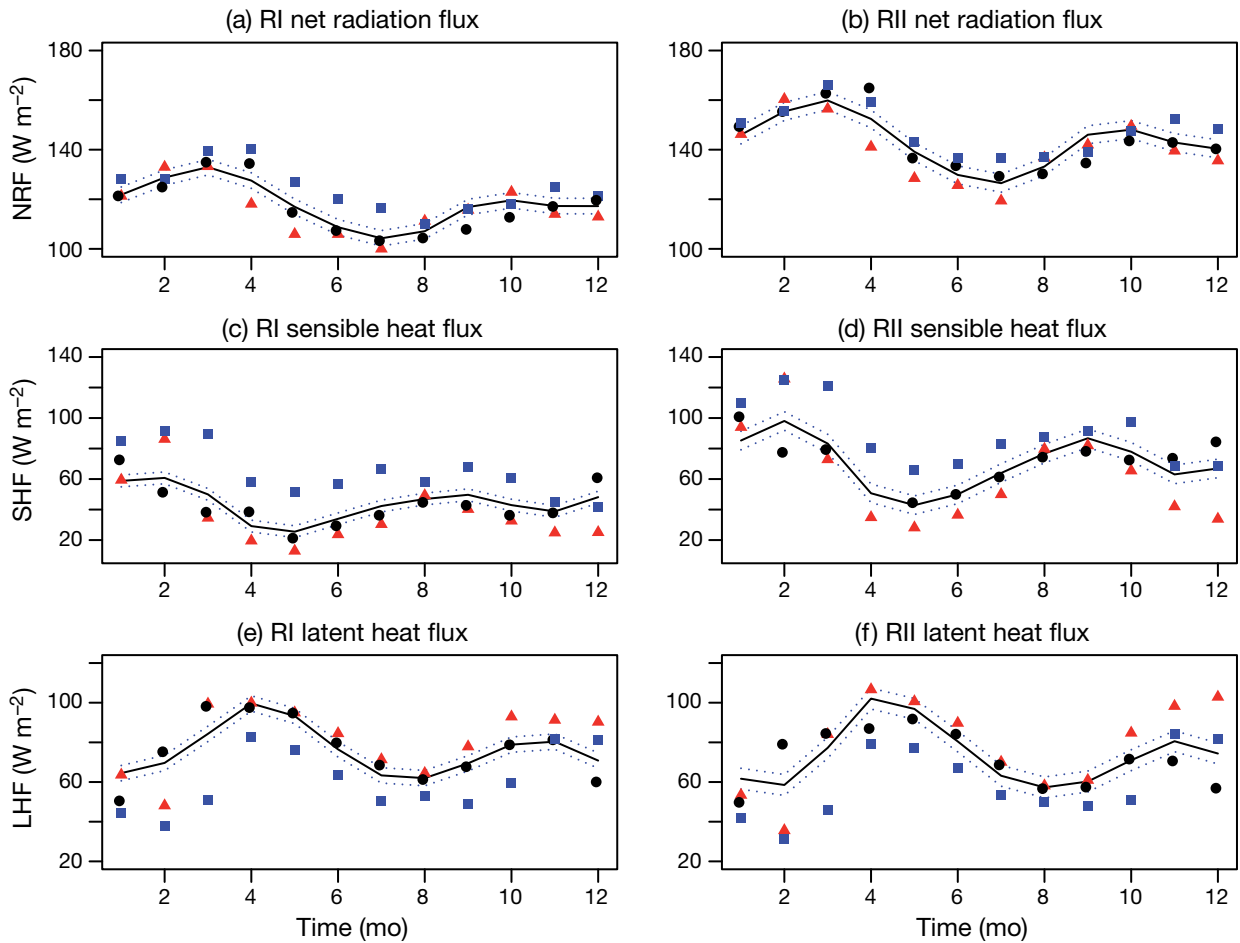 (a) RI net radiation flux
(b) RII net radiation flux
NRF (W m−2)
180
140
100
2 4 6 8 10 12
180
140
100
2 4 6 8 10 12
(c) RI sensible heat flux
(d) RII sensible heat flux
SHF (W m−2)
140
100
60
20
2 4 6 8 10 12
140
100
60
20
2 4 6 8 10 12
(e) RI latent heat flux
(f) RII latent heat flux
LHF (W m−2)
100
60
20
2 4 6 8 10 12
Time (mo)
100
60
20
2 4 6 8 10 12
Time (mo)